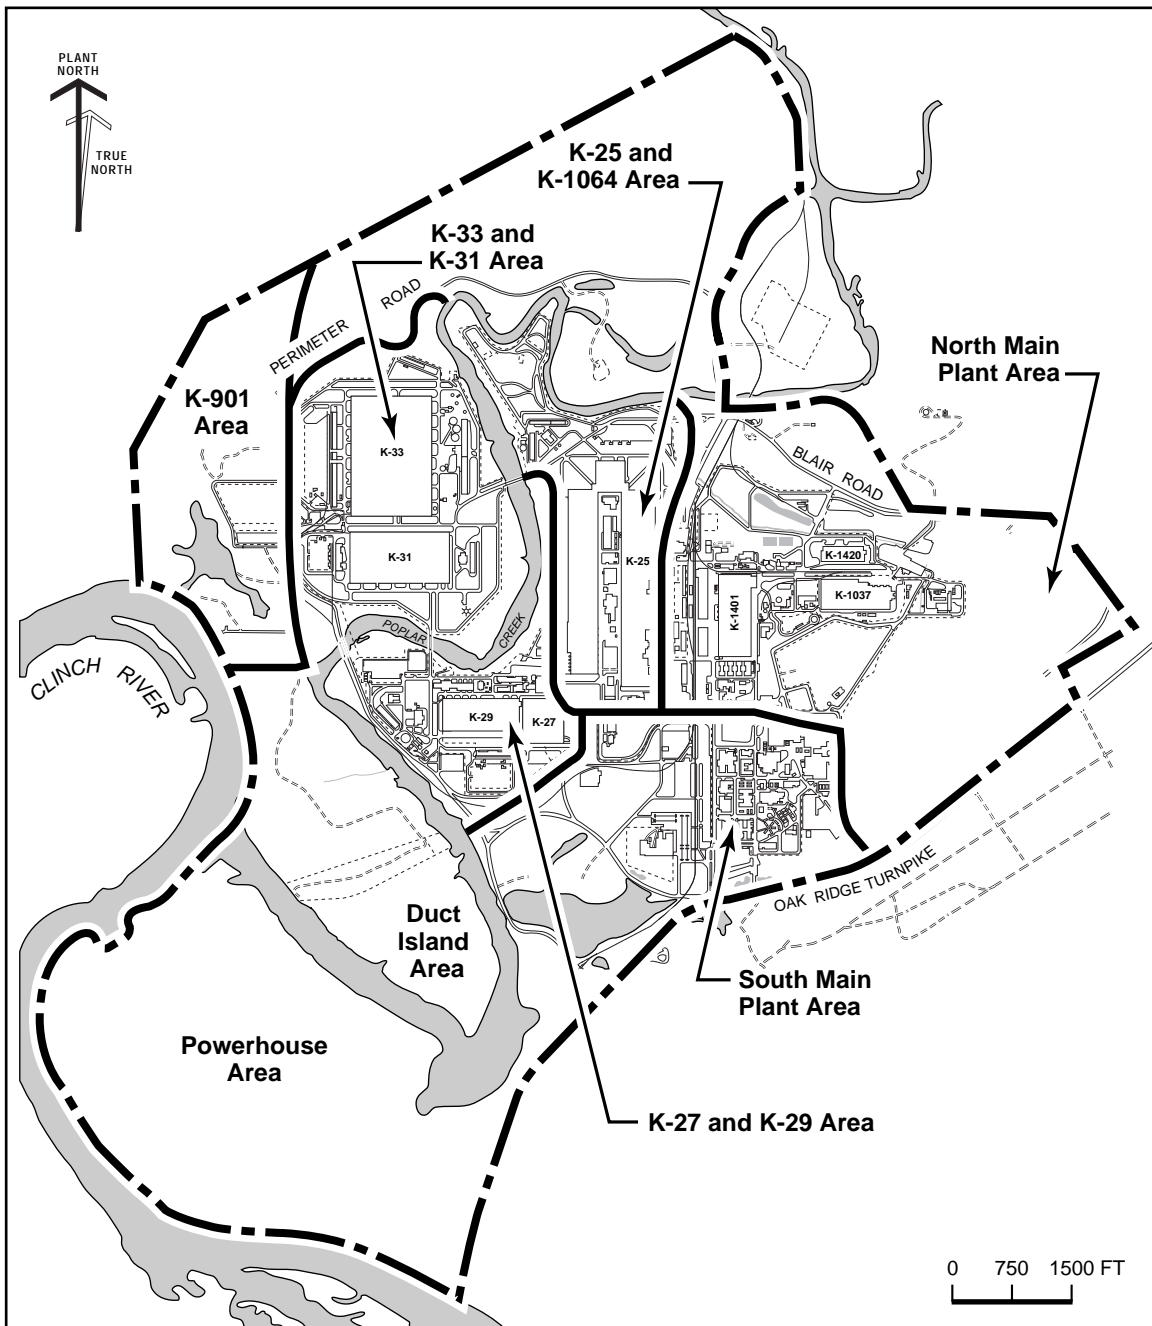 PLANT
NORTH
TRUE
NORTH
K-25 and
K-1064 Area
K-33 and
K-31 Area
PERIMETER ROAD
North Main
Plant Area
K-901
Area
K-33
BLAIR ROAD
K-31
K-25
K-1420
K-1401
K-1037
POPLAR CREEK
CLINCH RIVER
K-29
K-27
OAK RIDGE TURNPIKE
Duct
Island
Area
South Main
Plant Area
Powerhouse
Area
K-27 and K-29 Area
0 750 1500 FT